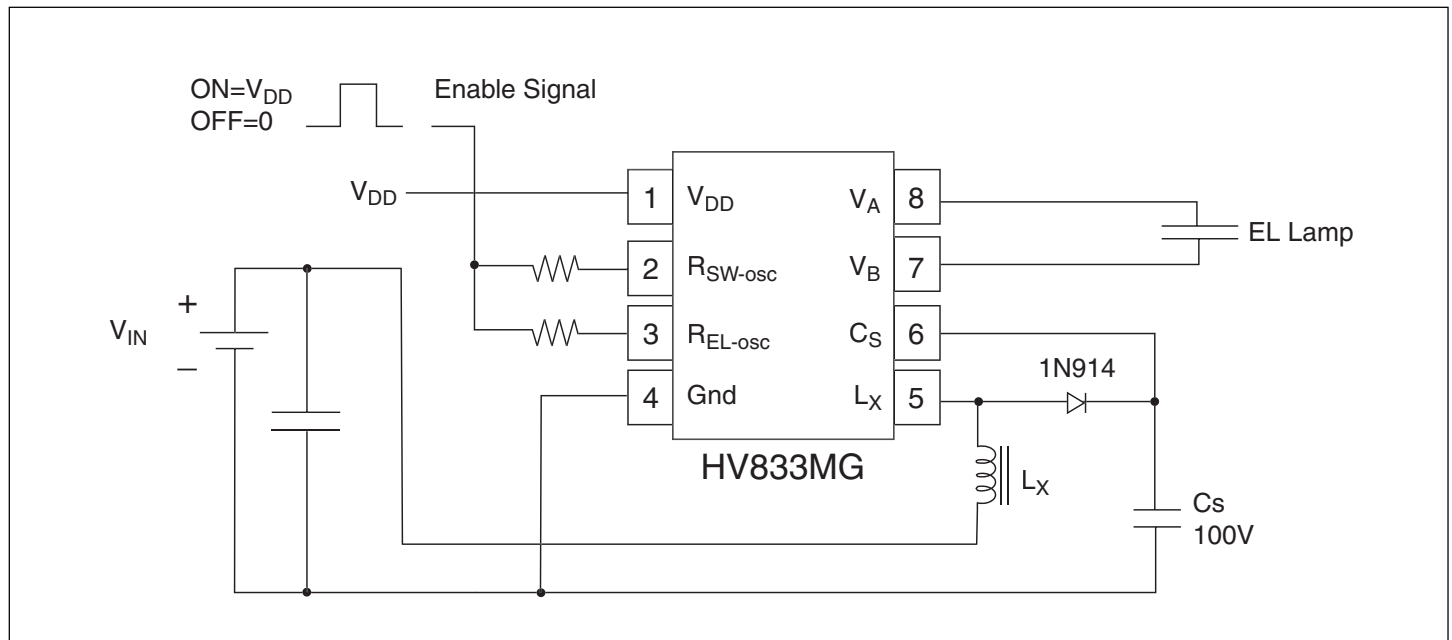 ON=VDD
OFF=0
Enable Signal
VDD
1
VDD
VA
8
EL Lamp
2
RSW-osc
VB
7
+
VIN
–
3
REL-osc
CS
6
1N914
4
Gnd
LX
5
HV833MG
LX
Cs
100V